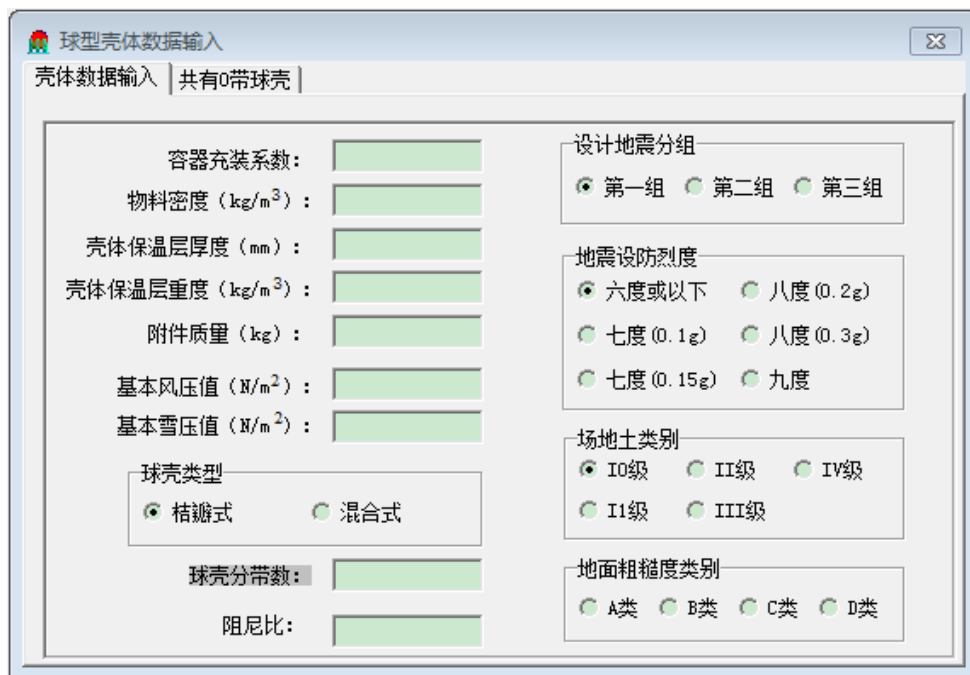 球型壳体数据输入
壳体数据输入 共有0带球壳
容器充装系数:
物料密度(kg/m³):
壳体保温层厚度(mm):
壳体保温层重度(kg/m³):
附件质量(kg):
基本风压值(N/m²):
基本雪压值(N/m²):
球壳类型
桔瓣式 混合式
球壳分带数:
阻尼比:
设计地震分组
第一组 第二组 第三组
地震设防烈度
六度或以下 八度(0.2g)
七度(0.1g) 八度(0.3g)
七度(0.15g) 九度
场地土类别
I0级 II级 IV级
I1级 III级
地面粗糙度类别
A类 B类 C类 D类